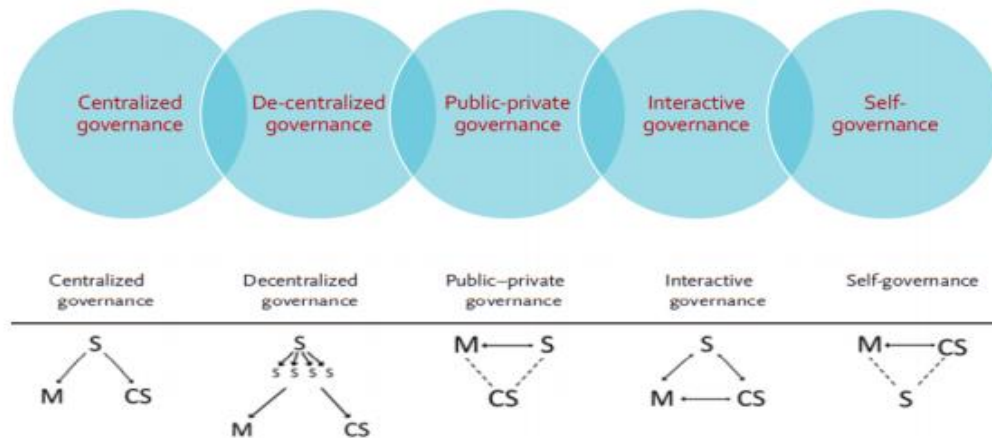 Centralized governance
De-centralized governance
Public-private governance
Interactive governance
Self- governance
Centralized governance
Decentralized governance
Public–private governance
Interactive governance
Self-governance
S
M CS
S
S S S S
M CS
M S
CS
S
M CS
M CS
S